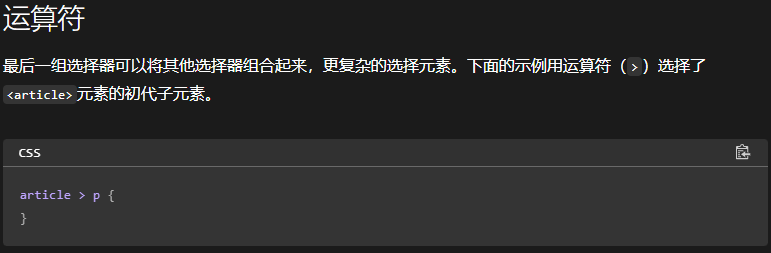 运算符
最后一组选择器可以将其他选择器组合起来，更复杂的选择元素。下面的示例用运算符（>）选择了
<article>元素的初代子元素。
CSS
article > p {
}